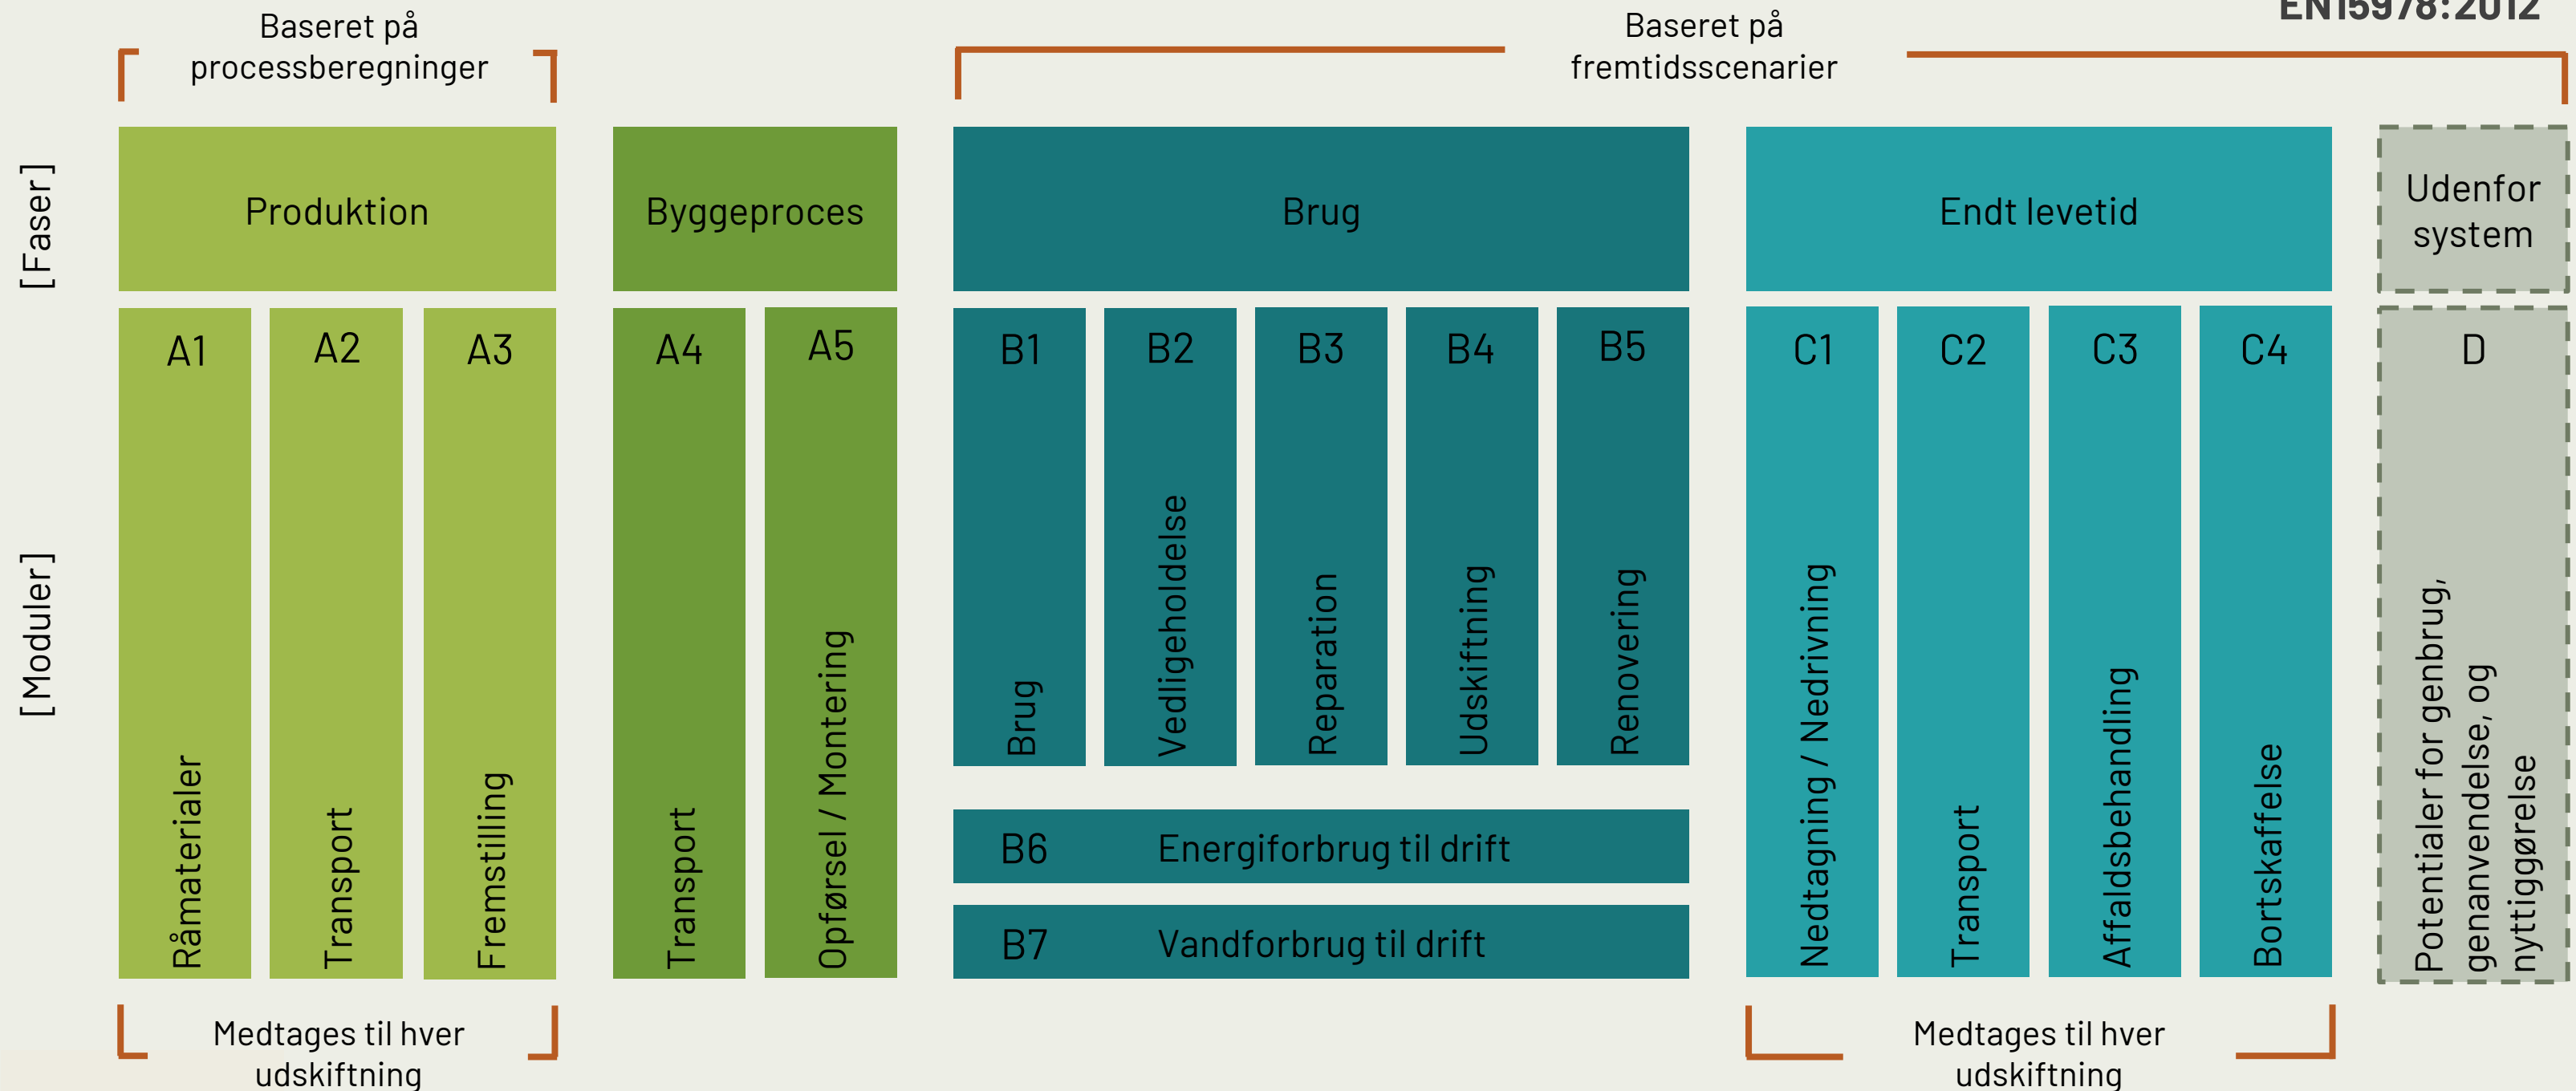 EN15978:2012
Baseret på
processberegninger
Baseret på
fremtidsscenarier
[Faser]
Produktion
Byggeproces
Brug
Endt levetid
Udenfor
system
[Moduler]
A1
Råmaterialer
A2
Transport
A3
Fremstilling
A4
Transport
A5
Opførsel / Montering
B1
Brug
B2
Vedligeholdelse
B3
Reparation
B4
Udskiftning
B5
Renovering
B6 Energiforbrug til drift
B7 Vandforbrug til drift
C1
Nedtagning / Nedrivning
C2
Transport
C3
Affaldsbehandling
C4
Bortskaffelse
D
Potentialer for genbrug,
genanvendelse, og
nyttiggørelse
Medtages til hver
udskiftning
Medtages til hver
udskiftning